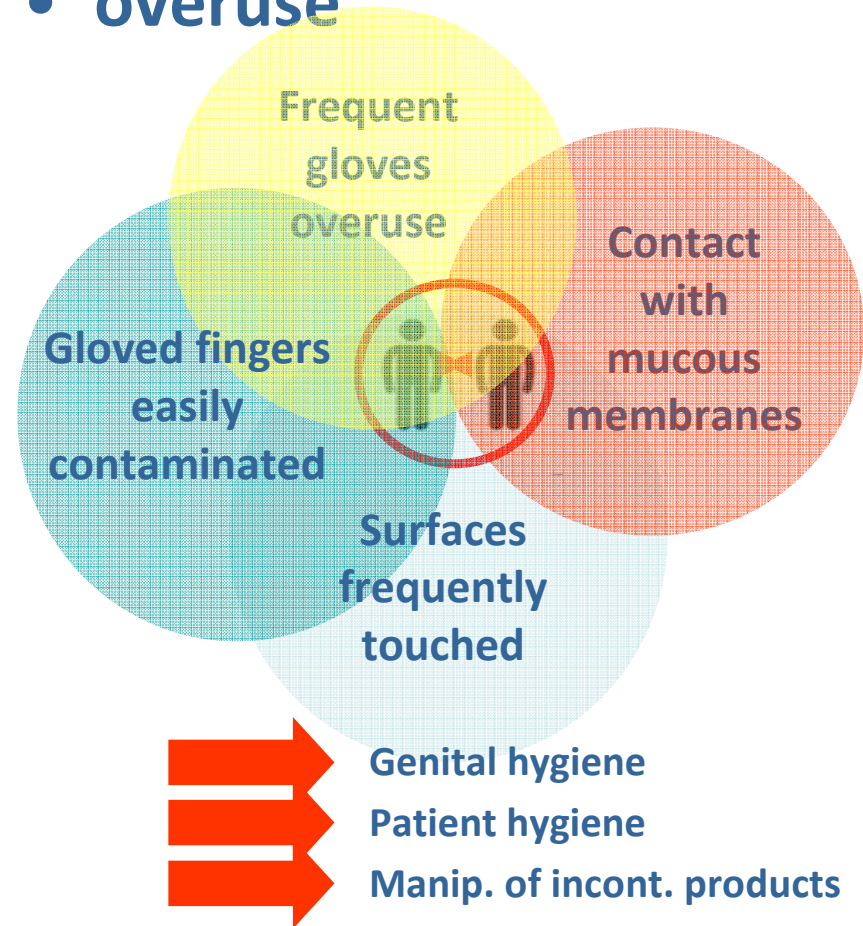 • overuse
Frequent
gloves
overuse
Contact
with
mucous
membranes
Gloved fingers
easily
contaminated
Surfaces
frequently
touched
Genital hygiene
Patient hygiene
Manip. of incont. products